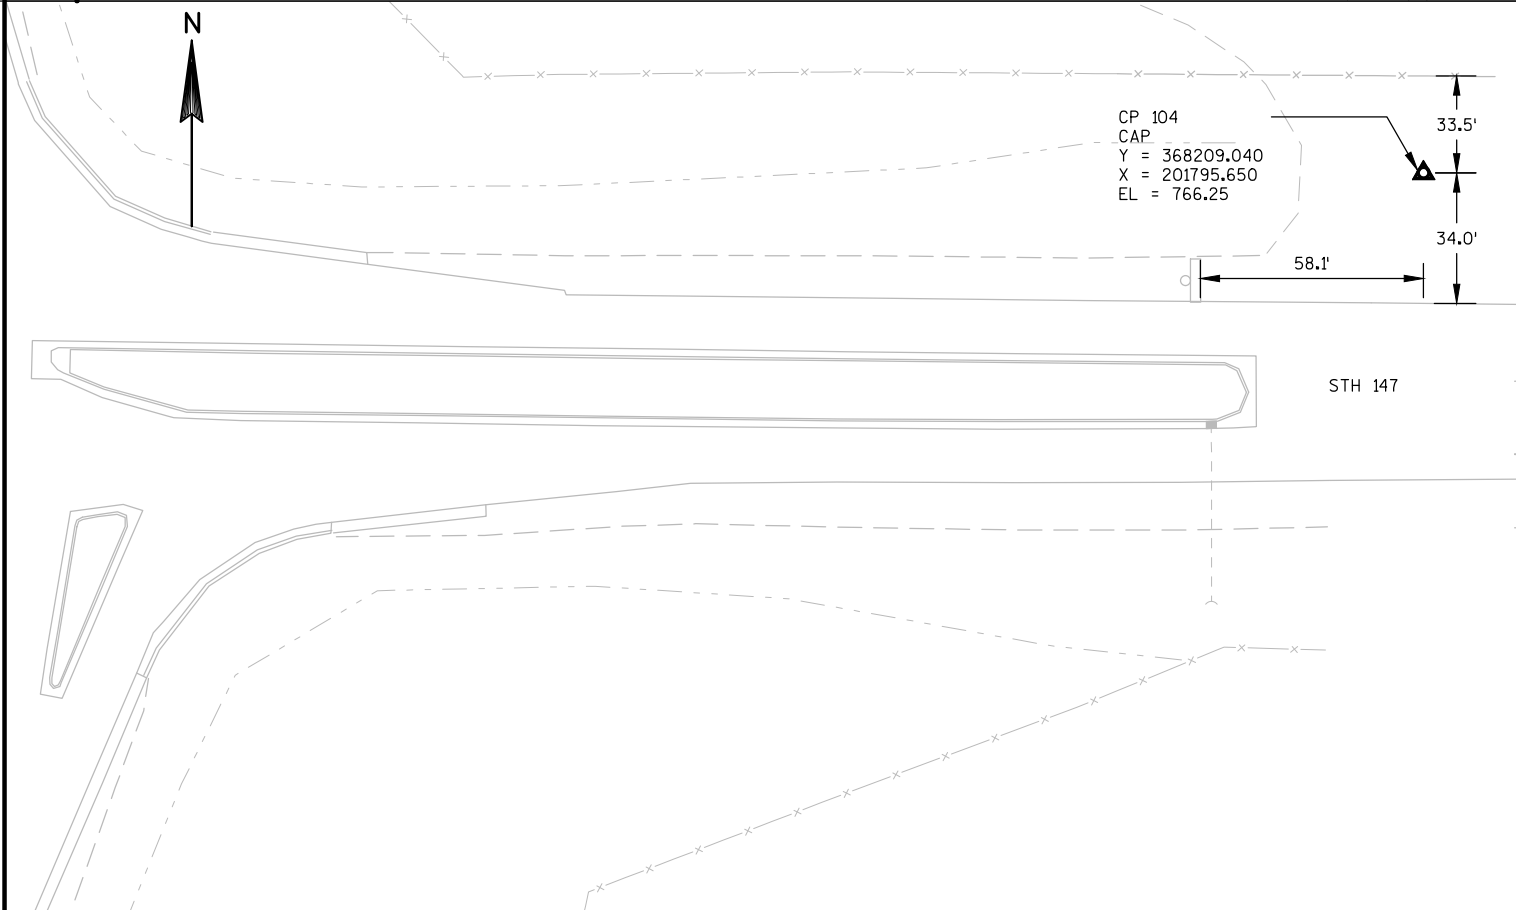 N
CP 104
CAP
Y = 368209.040
X = 201795.650
EL = 766.25
33.5'
34.0'
58.1'
STH 147